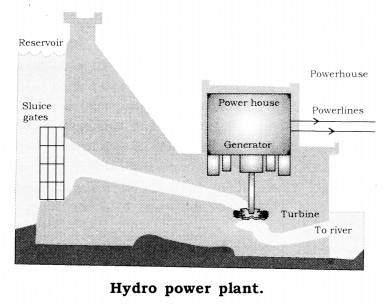 Reservoir
Powerhouse
Sluice
gates
Power house
Powerlines
Generator
Turbine
To river
Hydro power plant.